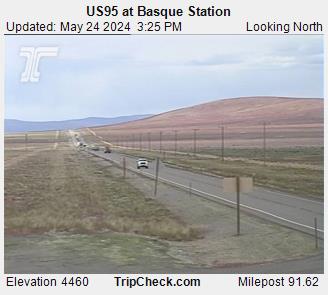 US95 at Basque Station
Updated: May 24 2024 3:25 PM Looking North
Elevation 4460 TripCheck.com Milepost 91.62